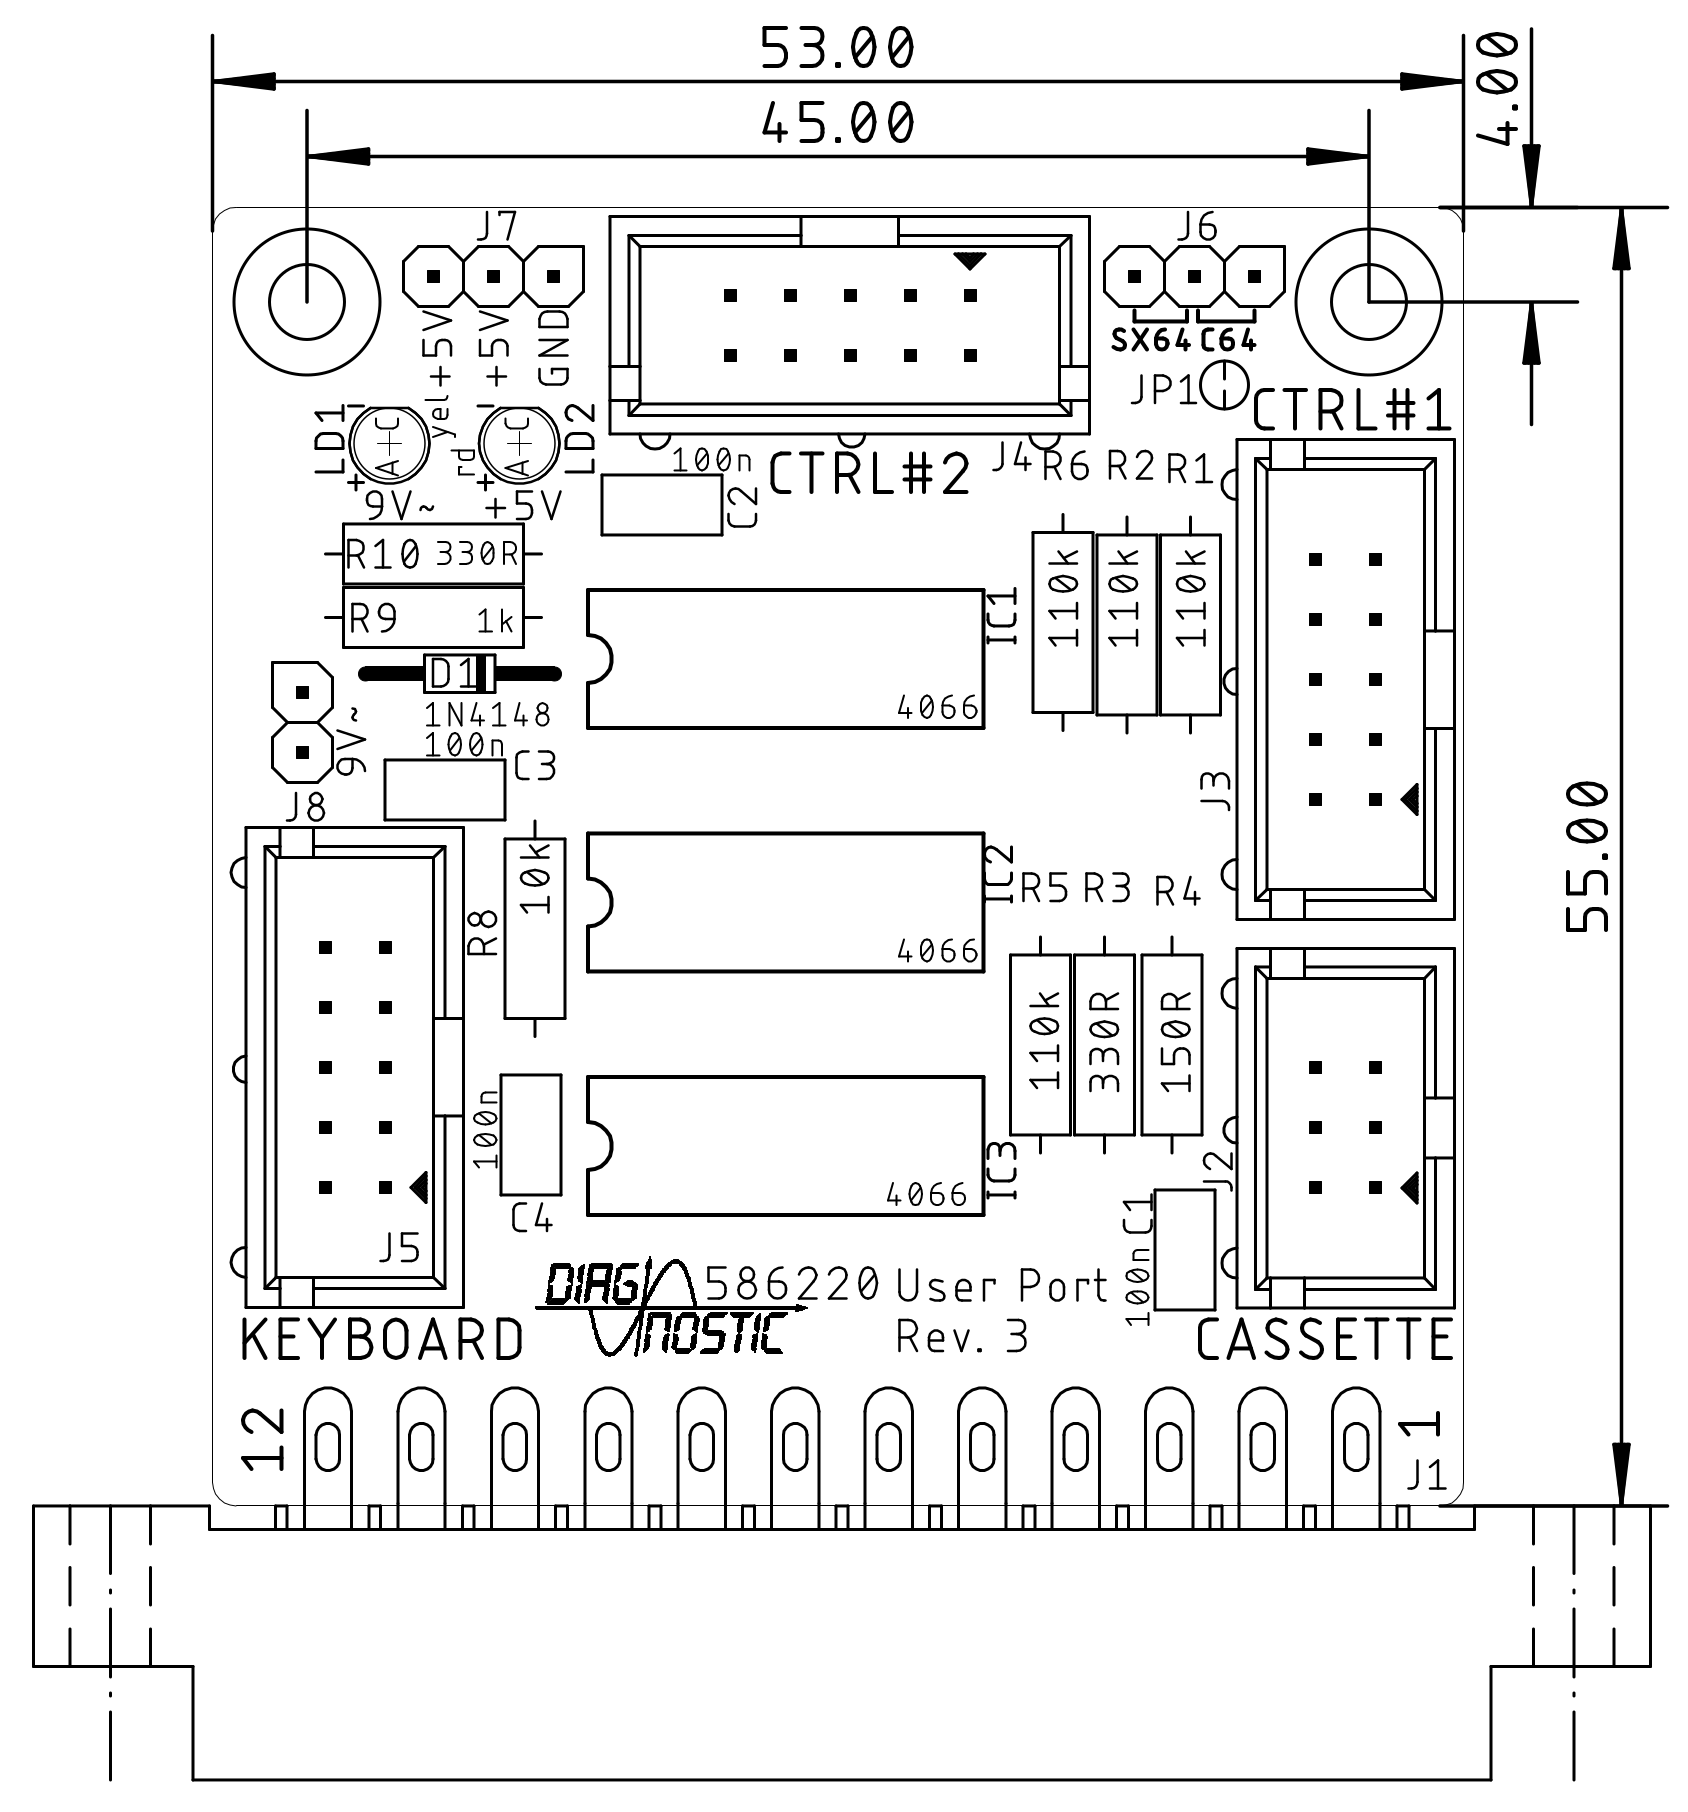 53.00
45.00
4.00
55.00
J7
J6
+5V
+5V
GND
SX64 C64
JP1
CTRL#1
LD1
- A+C +
yel
rd
- A+C +
LD2
9V~
+5V
100n
C2
CTRL#2
J4
R6
R2
R1
R10 330R
R9 1k
D1
1N4148
9V~
J8
100n
C3
IC1
4066
110k
110k
110k
J3
10k
R8
IC2
4066
R5
R3
R4
110k
330R
150R
100n
C4
IC3
4066
J2
C1
100n
J5
KEYBOARD
DIAG
NOSTIC
586220 User Port
Rev. 3
CASSETTE
12
1
J1